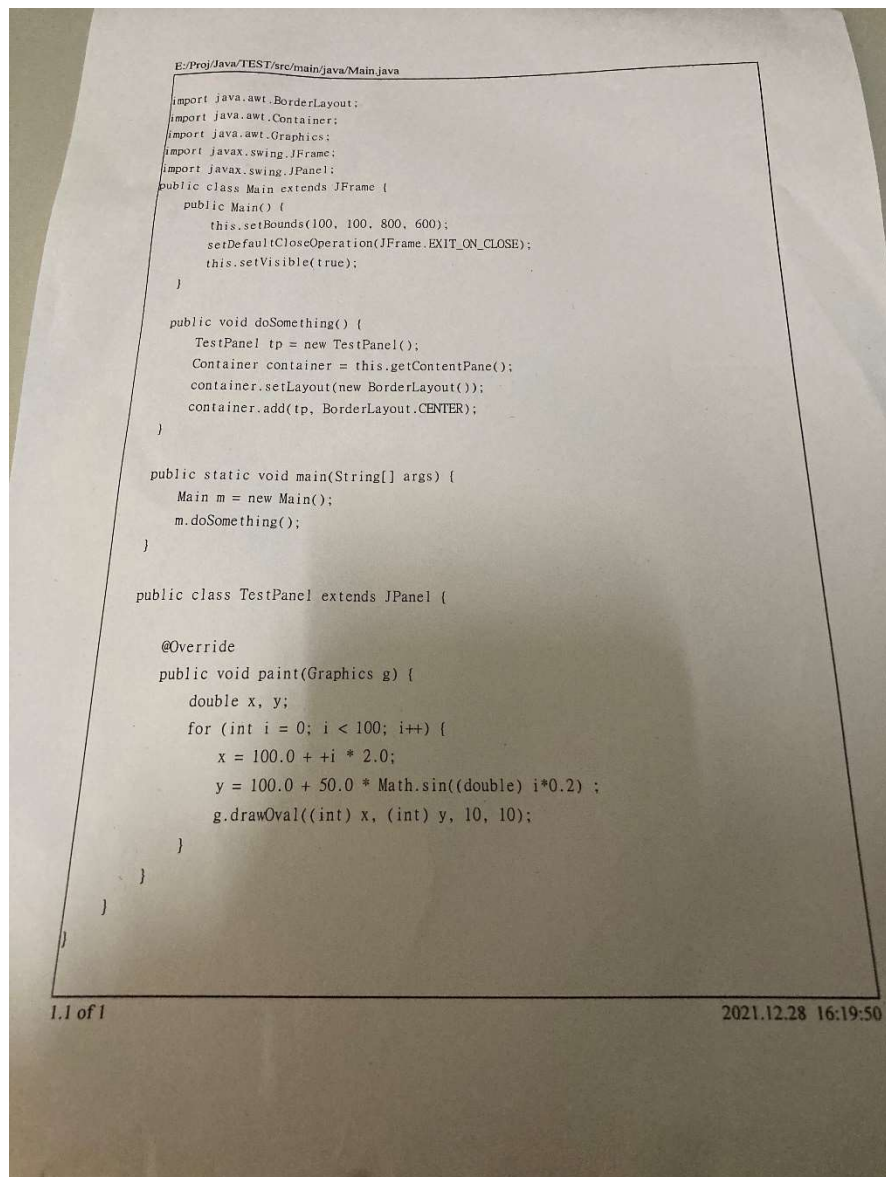 E:/Proj/Java/TEST/src/main/java/Main.java
import java.awt.BorderLayout;
import java.awt.Container;
import java.awt.Graphics;
import javax.swing.JFrame;
import javax.swing.JPanel;
public class Main extends JFrame {
public Main() {
this.setBounds(100, 100, 800, 600);
setDefaultCloseOperation(JFrame.EXIT_ON_CLOSE);
this.setVisible(true);
}
public void doSomething() {
TestPanel tp = new TestPanel();
Container container = this.getContentPane();
container.setLayout(new BorderLayout());
container.add(tp, BorderLayout.CENTER);
}
public static void main(String[] args) {
Main m = new Main();
m.doSomething();
}
public class TestPanel extends JPanel {
@Override
public void paint(Graphics g) {
double x, y;
for (int i = 0; i < 100; i++) {
x = 100.0 + +i * 2.0;
y = 100.0 + 50.0 * Math.sin((double) i*0.2) ;
g.drawOval((int) x, (int) y, 10, 10);
}
}
}
}
1.1 of 1
2021.12.28 16:19:50